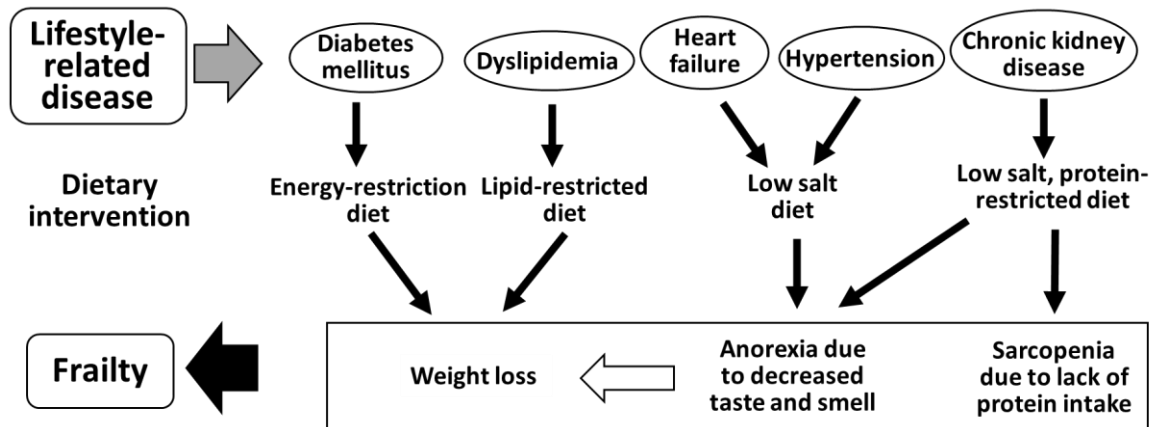 Lifestyle-
related
disease
Diabetes
mellitus
Dyslipidemia
Heart
failure
Hypertension
Chronic kidney
disease
Dietary
intervention
Energy-restriction
diet
Lipid-restricted
diet
Low salt
diet
Low salt, protein-
restricted diet
Frailty
Weight loss
Anorexia due
to decreased
taste and smell
Sarcopenia
due to lack of
protein intake